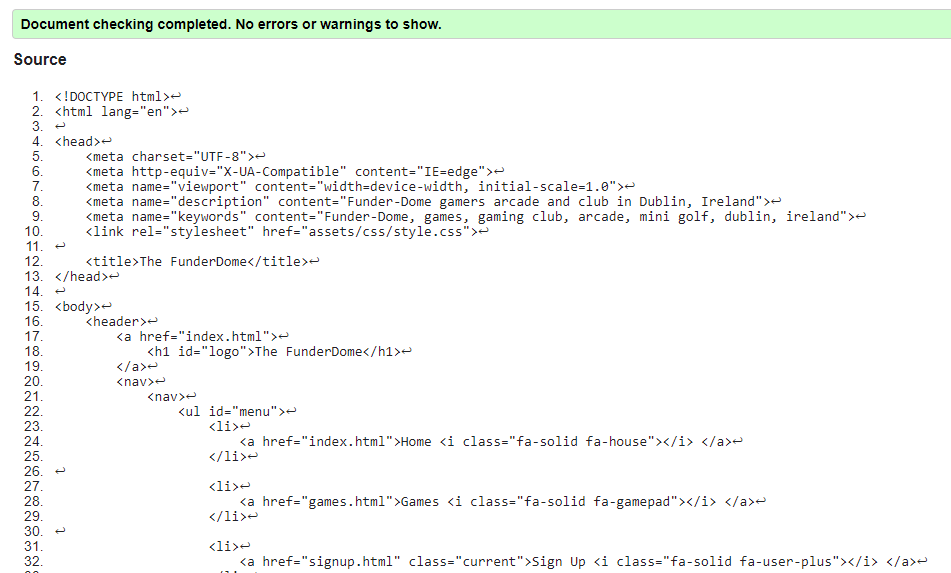 Document checking completed. No errors or warnings to show.
Source
1. <!DOCTYPE html>↩
2. <html lang="en">↩
3. ↩
4. <head>↩
5.     <meta charset="UTF-8">↩
6.     <meta http-equiv="X-UA-Compatible" content="IE=edge">↩
7.     <meta name="viewport" content="width=device-width, initial-scale=1.0">↩
8.     <meta name="description" content="Funder-Dome gamers arcade and club in Dublin, Ireland">↩
9.     <meta name="keywords" content="Funder-Dome, games, gaming club, arcade, mini golf, dublin, ireland">↩
10.     <link rel="stylesheet" href="assets/css/style.css">↩
11. ↩
12.     <title>The FunderDome</title>↩
13. </head>↩
14. ↩
15. <body>↩
16.     <header>↩
17.         <a href="index.html">↩
18.             <h1 id="logo">The FunderDome</h1>↩
19.         </a>↩
20.         <nav>↩
21.             <nav>↩
22.                 <ul id="menu">↩
23.                     <li>↩
24.                         <a href="index.html">Home <i class="fa-solid fa-house"></i> </a>↩
25.                     </li>↩
26. ↩
27.                     <li>↩
28.                         <a href="games.html">Games <i class="fa-solid fa-gamepad"></i> </a>↩
29.                     </li>↩
30. ↩
31.                     <li>↩
32.                         <a href="signup.html" class="current">Sign Up <i class="fa-solid fa-user-plus"></i> </a>↩